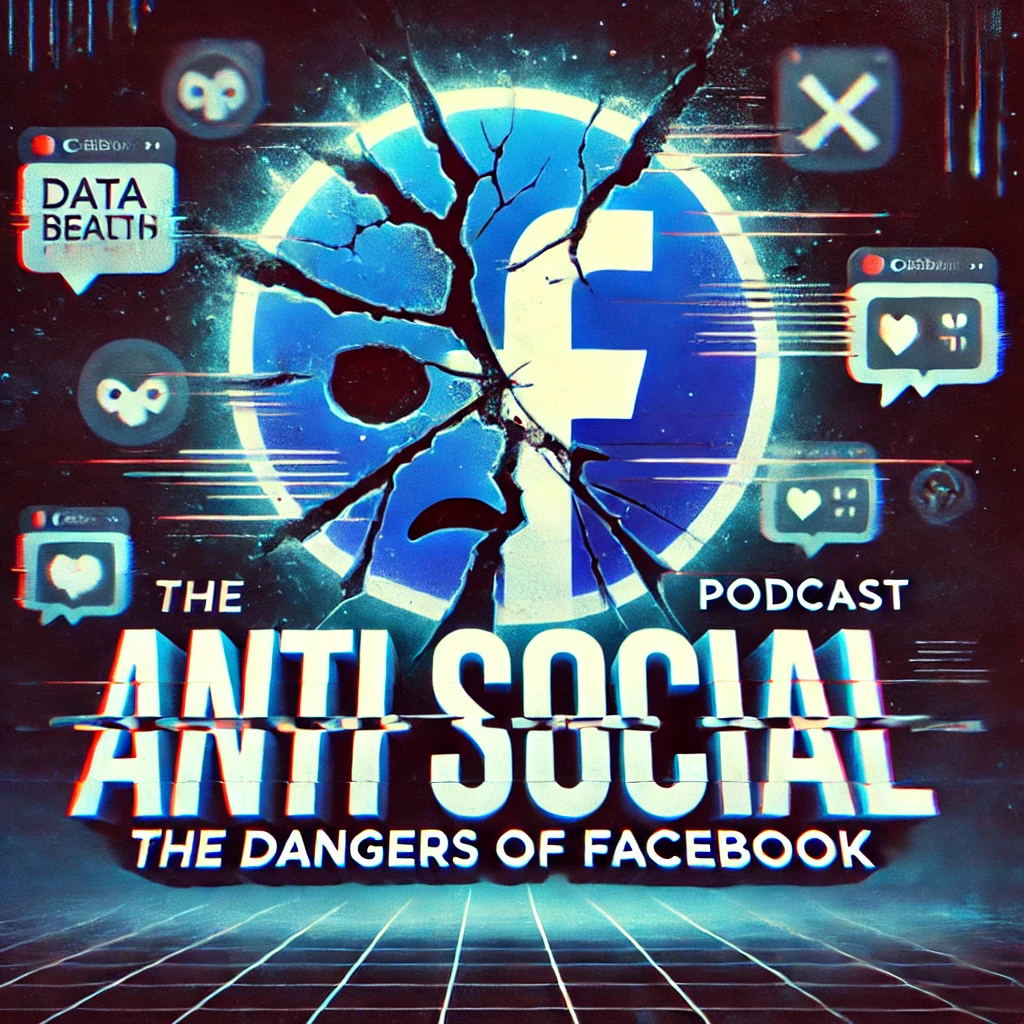 DATA
BEALTH
f
THE
PODCAST
ANTI SOCIAL
THE DANGERS OF FACEBOOK